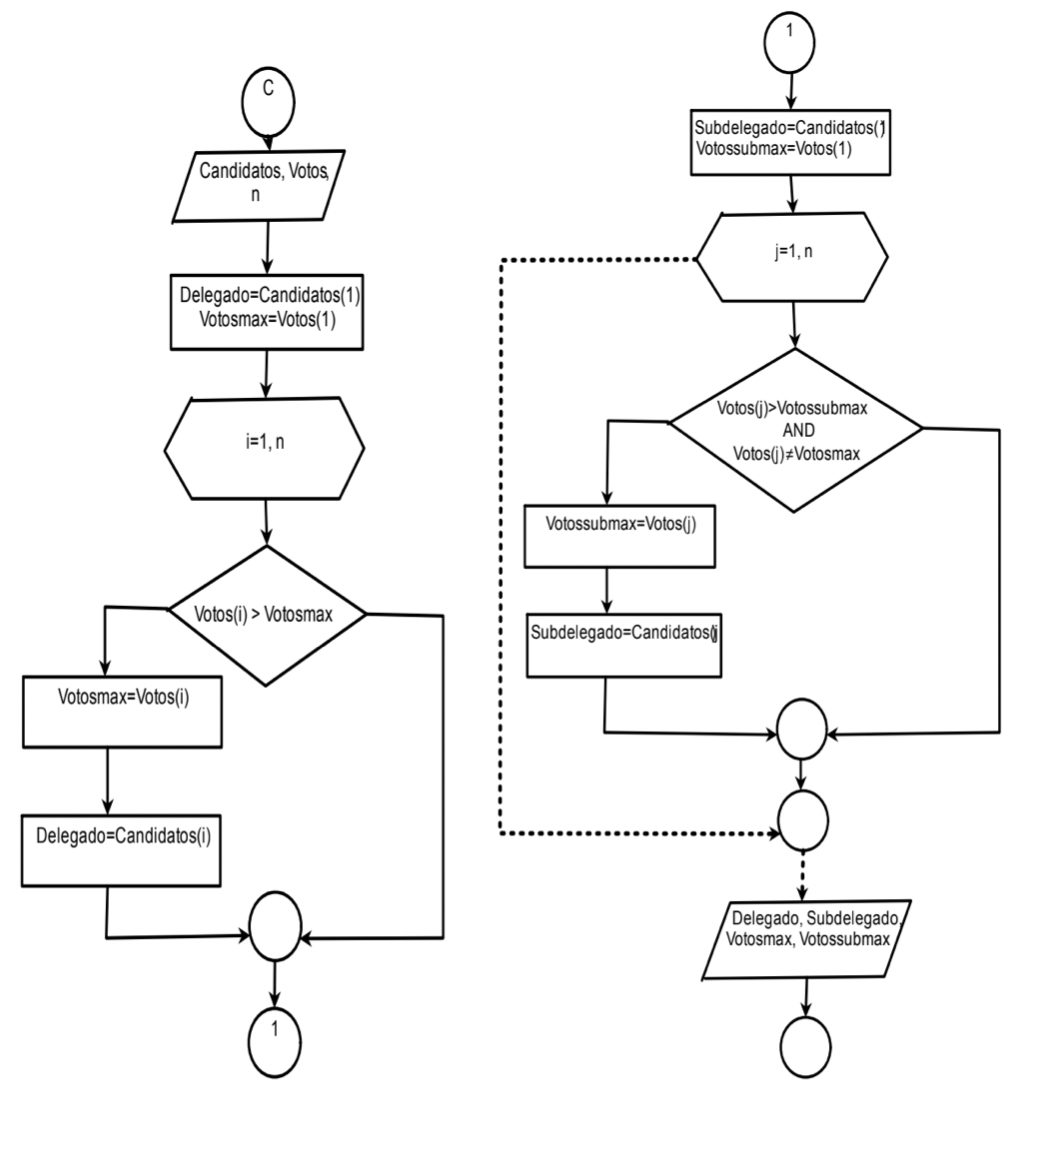 C
Candidatos, Votos,
n
Delegado=Candidatos(1)
Votosmax=Votos(1)
i=1, n
Votos(i) > Votosmax
Votosmax=Votos(i)
Delegado=Candidatos(i)
1
1
Subdelegado=Candidatos(1
Votossubmax=Votos(1)
j=1, n
Votos(j)>Votossubmax
AND
Votos(j)≠Votosmax
Votossubmax=Votos(j)
Subdelegado=Candidatos(j
Delegado, Subdelegado,
Votosmax, Votossubmax